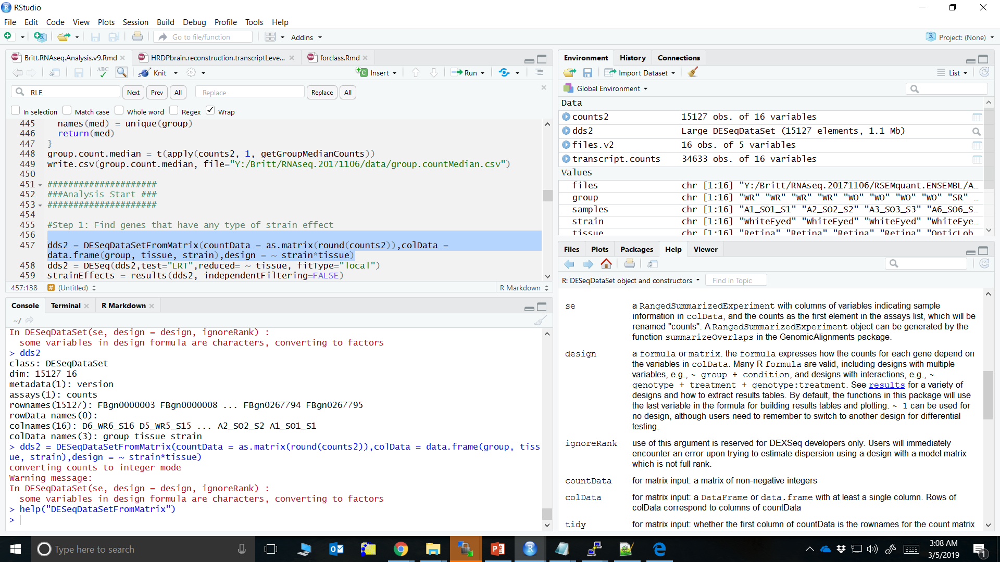 RStudio
File Edit Code View Plots Session Build Debug Profile Tools Help
Go to file/function Addins Project: (None)
Britt.RNAseq.Analysis.v9.Rmd HRDPbrain.reconstruction.transcriptLeve... forclass.Rmd
ABC Knit Insert Run
RLE Next Prev All Replace Replace All
In selection Match case Whole word Regex Wrap
445 names(med) = unique(group)
446 return(med)
447 }
448 group.count.median = t(apply(counts2, 1, getGroupMedianCounts))
449 write.csv(group.count.median, file="Y:/Britt/RNAseq.20171106/data/group.countMedian.csv")
450
451 #####################
452 ###Analysis Start ###
453 #####################
454
455 #Step 1: Find genes that have any type of strain effect
456
457 dds2 = DESeqDataSetFromMatrix(countData = as.matrix(round(counts2)),colData =
data.frame(group, tissue, strain),design = ~ strain*tissue)
458 dds2 = DESeq(dds2,test="LRT",reduced= ~ tissue, fitType="local")
459 strainEffects = results(dds2, independentFiltering=FALSE)
457:138 # (Untitled) R Markdown
Console Terminal R Markdown
~/
In DESeqDataSet(se, design = design, ignoreRank) :
some variables in design formula are characters, converting to factors
> dds2
class: DESeqDataSet
dim: 15127 16
metadata(1): version
assays(1): counts
rownames(15127): FBgn0000003 FBgn0000008 ... FBgn0267794 FBgn0267795
rowData names(0):
colnames(16): D6_WR6_S16 D5_WR5_S15 ... A2_SO2_S2 A1_SO1_S1
colData names(3): group tissue strain
> dds2 = DESeqDataSetFromMatrix(countData = as.matrix(round(counts2)),colData = data.frame(group, tiss
ue, strain),design = ~ strain*tissue)
converting counts to integer mode
Warning message:
In DESeqDataSet(se, design = design, ignoreRank) :
some variables in design formula are characters, converting to factors
> help("DESeqDataSetFromMatrix")
>
Environment History Connections
Import Dataset List
Global Environment
Data
counts2 15127 obs. of 16 variables
dds2 Large DESeqDataSet (15127 elements, 1.1 Mb)
files.v2 16 obs. of 5 variables
transcript.counts 34633 obs. of 16 variables
Values
files chr [1:16] "Y:/Britt/RNAseq.20171106/RSEMquant.ENSEMBL/A...
group chr [1:16] "WR" "WR" "WR" "WR" "WO" "WO" "WO" "WO" "SR" ...
samples chr [1:16] "A1_SO1_S1" "A2_SO2_S2" "A3_SO3_S3" "A6_SO6_S...
strain chr [1:16] "WhiteEyed" "WhiteEyed" "WhiteEyed" "WhiteEye...
tissue chr [1:16] "Retina" "Retina" "Retina" "Retina" "OpticLob
Files Plots Packages Help Viewer
R: DESeqDataSet object and constructors Find in Topic
se a RangedSummarizedExperiment with columns of variables indicating sample
information in colData, and the counts as the first element in the assays list, which will be
renamed "counts". A RangedSummarizedExperiment object can be generated by the
function summarizeOverlaps in the GenomicAlignments package.
design a formula or matrix. the formula expresses how the counts for each gene depend on
the variables in colData. Many R formula are valid, including designs with multiple
variables, e.g., ~ group + condition, and designs with interactions, e.g., ~
genotype + treatment + genotype:treatment. See results for a variety of
designs and how to extract results tables. By default, the functions in this package will use
the last variable in the formula for building results tables and plotting. ~ 1 can be used for
no design, although users need to remember to switch to another design for differential
testing.
ignoreRank use of this argument is reserved for DEXSeq developers only. Users will immediately
encounter an error upon trying to estimate dispersion using a design with a model matrix
which is not full rank.
countData for matrix input: a matrix of non-negative integers
colData for matrix input: a DataFrame or data.frame with at least a single column. Rows of
colData correspond to columns of countData
tidy for matrix input: whether the first column of countData is the rownames for the count matrix
Type here to search
3:08 AM
3/5/2019
1